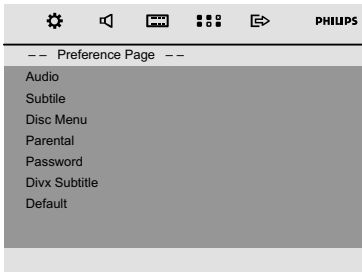 PHILIPS
– – Preference Page – –
Audio
Subtile
Disc Menu
Parental
Password
Divx Subtitle
Default